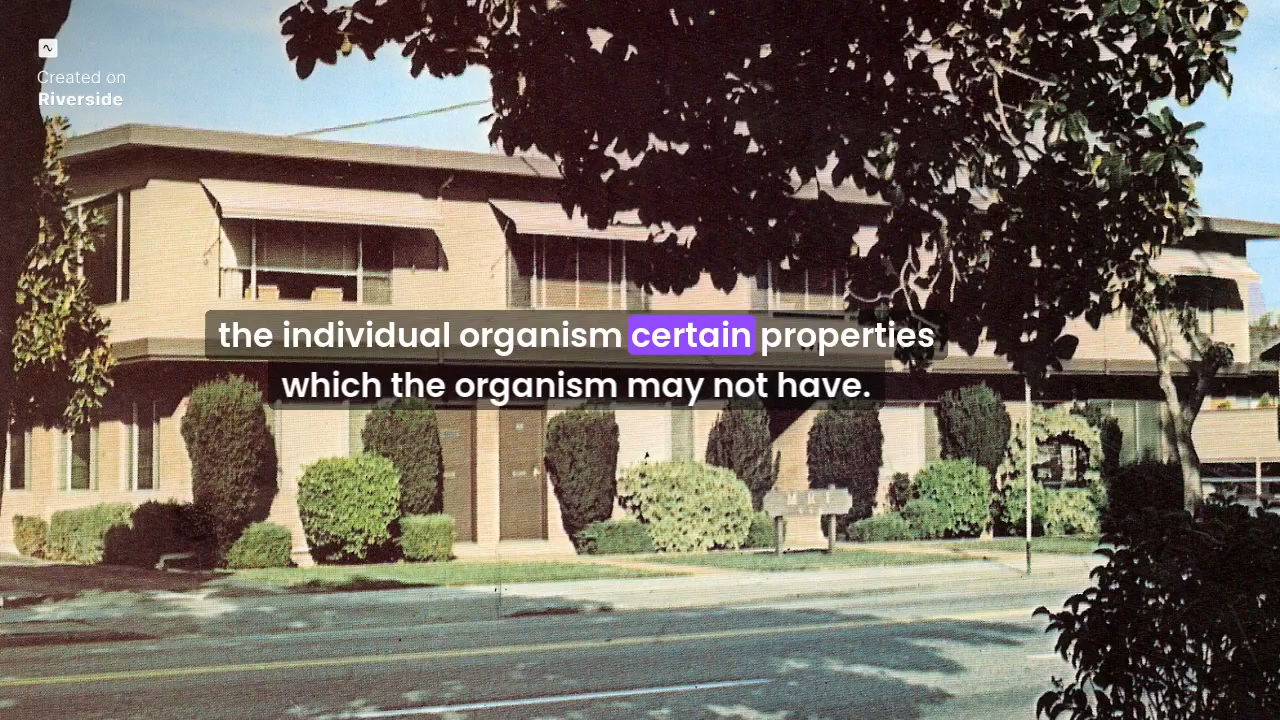 Created on
Riverside
the individual organism certain properties
which the organism may not have.